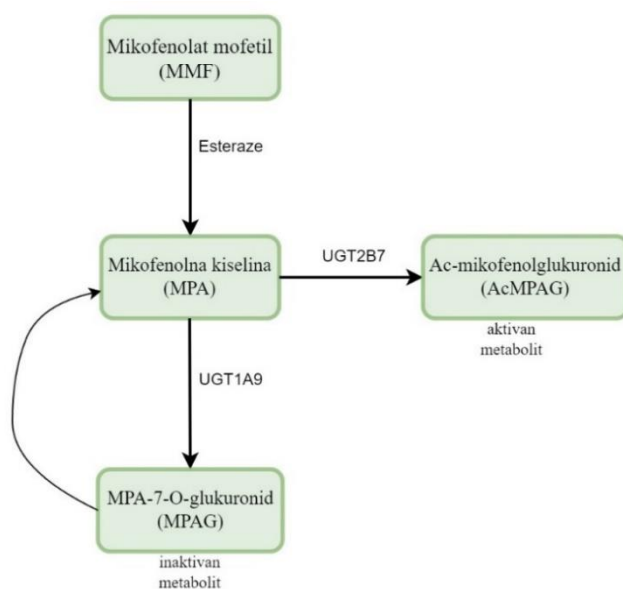 Mikofenolat mofetil
(MMF)
Esteraze
Mikofenolna kiselina
(MPA)
UGT2B7
Ac-mikofenolglukuronid
(AcMPAG)
aktivan
metabolit
UGT1A9
MPA-7-O-glukuronid
(MPAG)
inaktivan
metabolit